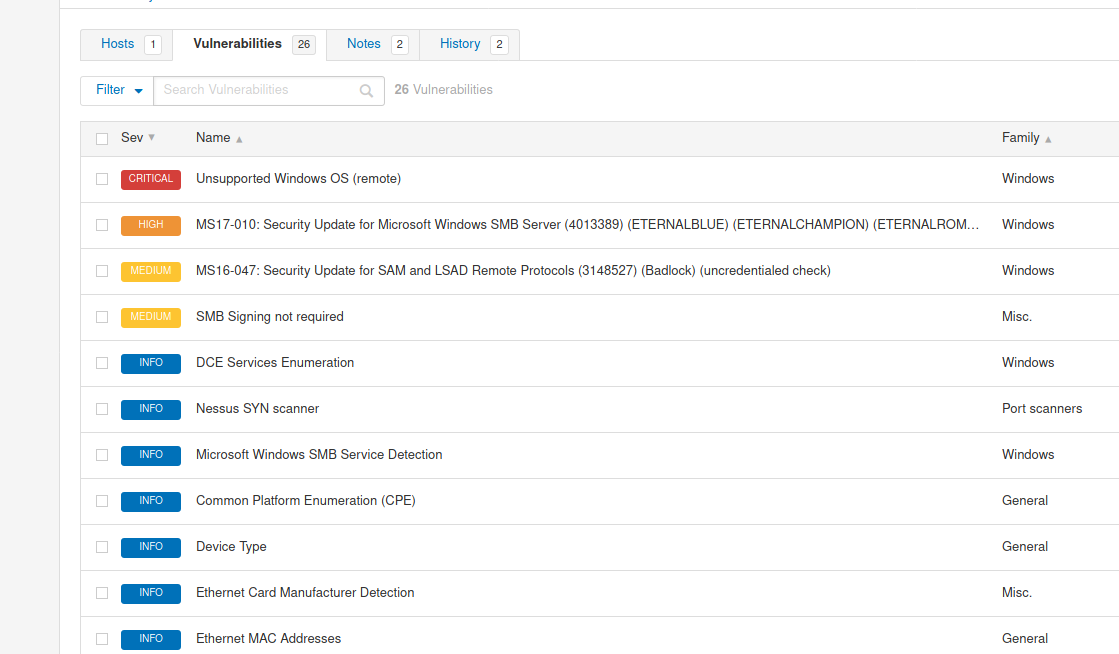 Hosts 1 Vulnerabilities 26 Notes 2 History 2
Filter Search Vulnerabilities 26 Vulnerabilities
Sev Name Family
CRITICAL Unsupported Windows OS (remote) Windows
HIGH MS17-010: Security Update for Microsoft Windows SMB Server (4013389) (ETERNALBLUE) (ETERNALCHAMPION) (ETERNALROM... Windows
MEDIUM MS16-047: Security Update for SAM and LSAD Remote Protocols (3148527) (Badlock) (uncredentialed check) Windows
MEDIUM SMB Signing not required Misc.
INFO DCE Services Enumeration Windows
INFO Nessus SYN scanner Port scanners
INFO Microsoft Windows SMB Service Detection Windows
INFO Common Platform Enumeration (CPE) General
INFO Device Type General
INFO Ethernet Card Manufacturer Detection Misc.
INFO Ethernet MAC Addresses General